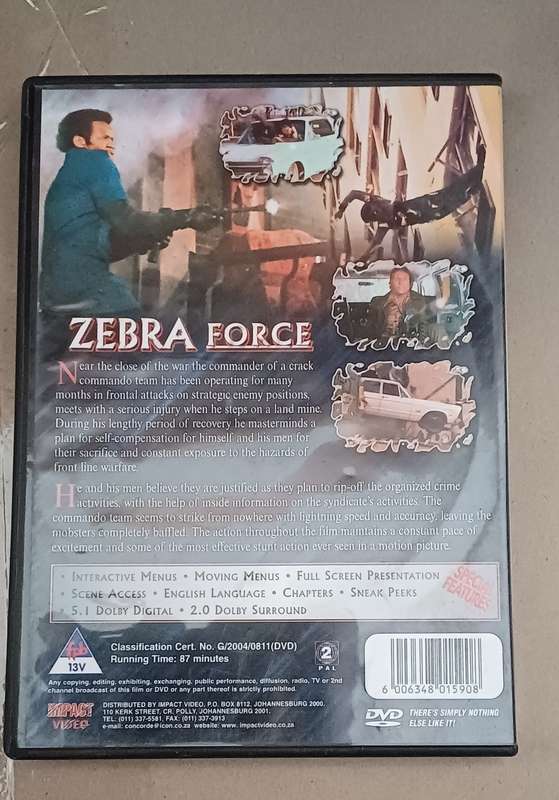 ZEBRA FORCE
Near the close of the war the commander of a crack
commando team has been operating for many
months in frontal attacks on strategic enemy positions,
meets with a serious injury when he steps on a land mine.
During his lengthy period of recovery he masterminds a
plan for self-compensation for himself and his men for
their sacrifice and constant exposure to the hazards of
front line warfare.
He and his men believe they are justified as they plan to rip-off the organized crime
activities, with the help of inside information on the syndicate's activities. The
commando team seems to strike from nowhere with lightning speed and accuracy, leaving the
mobsters completely baffled. The action throughout the film maintains a constant pace of
excitement and some of the most effective stunt action ever seen in a motion picture.
• INTERACTIVE MENUS • MOVING MENUS • FULL SCREEN PRESENTATION
• SCENE ACCESS • ENGLISH LANGUAGE • CHAPTERS • SNEAK PEEKS
• 5.1 DOLBY DIGITAL • 2.0 DOLBY SURROUND
SPECIAL
FEATURES
fpb
13V
Classification Cert. No. G/2004/0811(DVD)
Running Time: 87 minutes
2
PAL
Any copying, editing, exhibiting, exchanging, public performance, diffusion, radio, TV or 2nd
channel broadcast of this film or DVD or any part thereof is strictly prohibited.
6 006348 015908
IMPACT
VIDEO
DISTRIBUTED BY IMPACT VIDEO, P.O. BOX 8112, JOHANNESBURG 2000.
110 KERK STREET, CR. POLLY, JOHANNESBURG 2001.
TEL: (011) 337-5581, FAX: (011) 337-3913
e-mail: concorde@icon.co.za website: www.impactvideo.co.za
DVD
THERE'S SIMPLY NOTHING
ELSE LIKE IT!